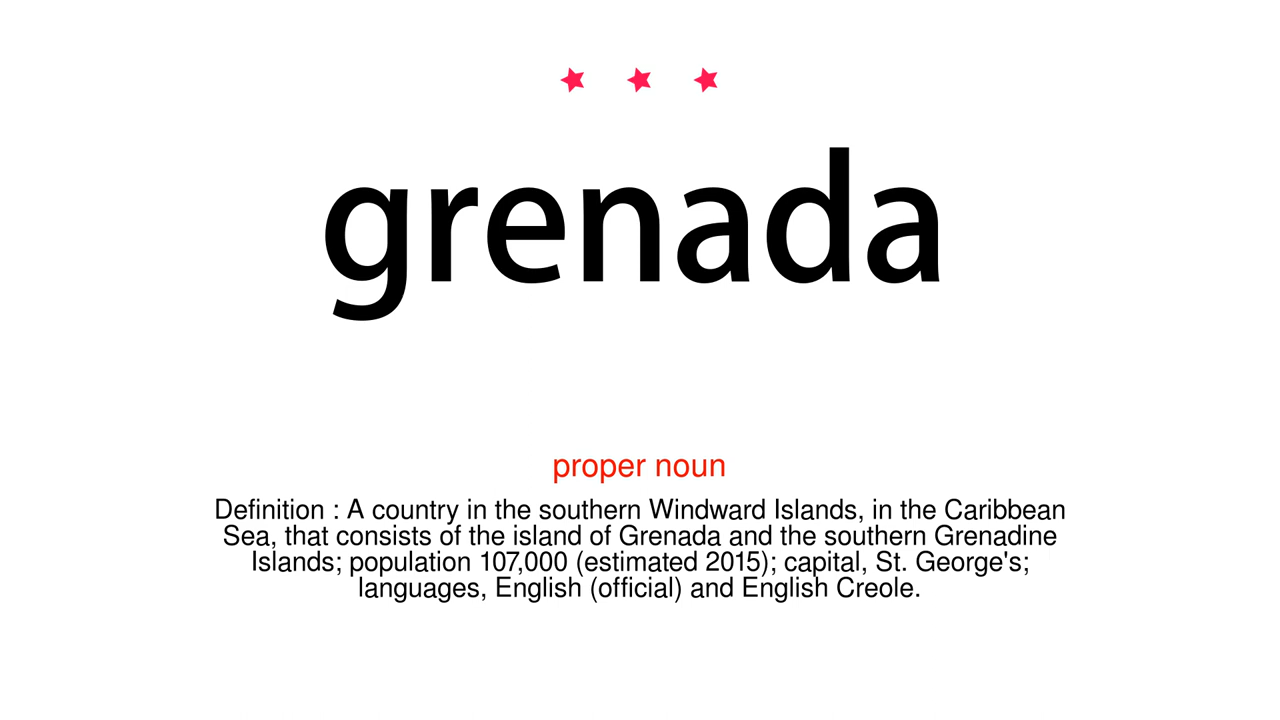 grenada
proper noun
Definition : A country in the southern Windward Islands, in the Caribbean
Sea, that consists of the island of Grenada and the southern Grenadine
Islands; population 107,000 (estimated 2015); capital, St. George's;
languages, English (official) and English Creole.